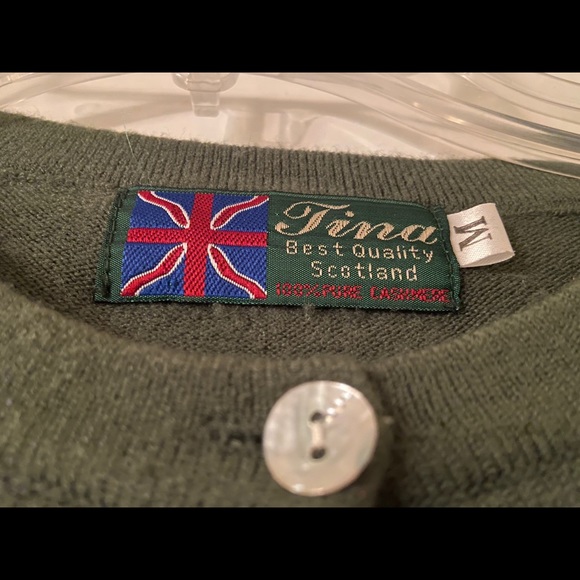 Tina
Best Quality
Scotland
100%PURE CASHMERE
M